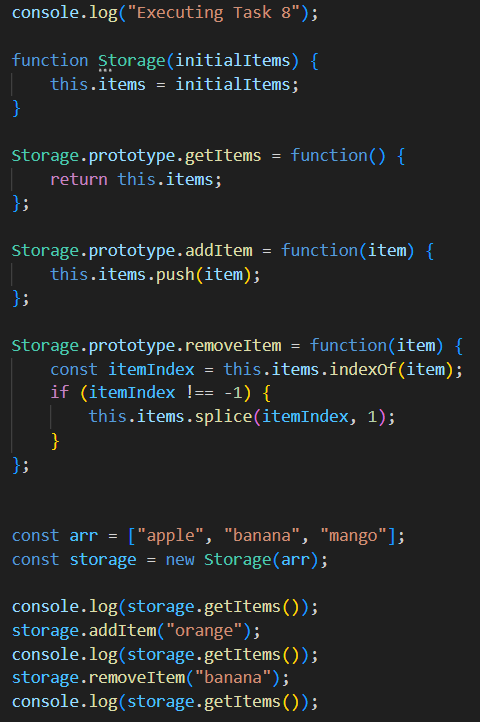 console.log("Executing Task 8");
function Storage(initialItems) {
this.items = initialItems;
}
Storage.prototype.getItems = function() {
return this.items;
};
Storage.prototype.addItem = function(item) {
this.items.push(item);
};
Storage.prototype.removeItem = function(item) {
const itemIndex = this.items.indexOf(item);
if (itemIndex !== -1) {
this.items.splice(itemIndex, 1);
}
};
const arr = ["apple", "banana", "mango"];
const storage = new Storage(arr);
console.log(storage.getItems());
storage.addItem("orange");
console.log(storage.getItems());
storage.removeItem("banana");
console.log(storage.getItems());